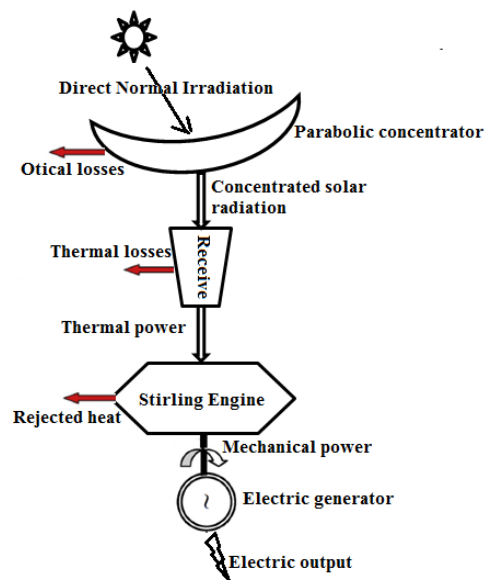 Direct Normal Irradiation
Parabolic concentrator
Otical losses
Concentrated solar
radiation
Thermal losses
Receive
Thermal power
Stirling Engine
Rejected heat
Mechanical power
~
Electric generator
Electric output